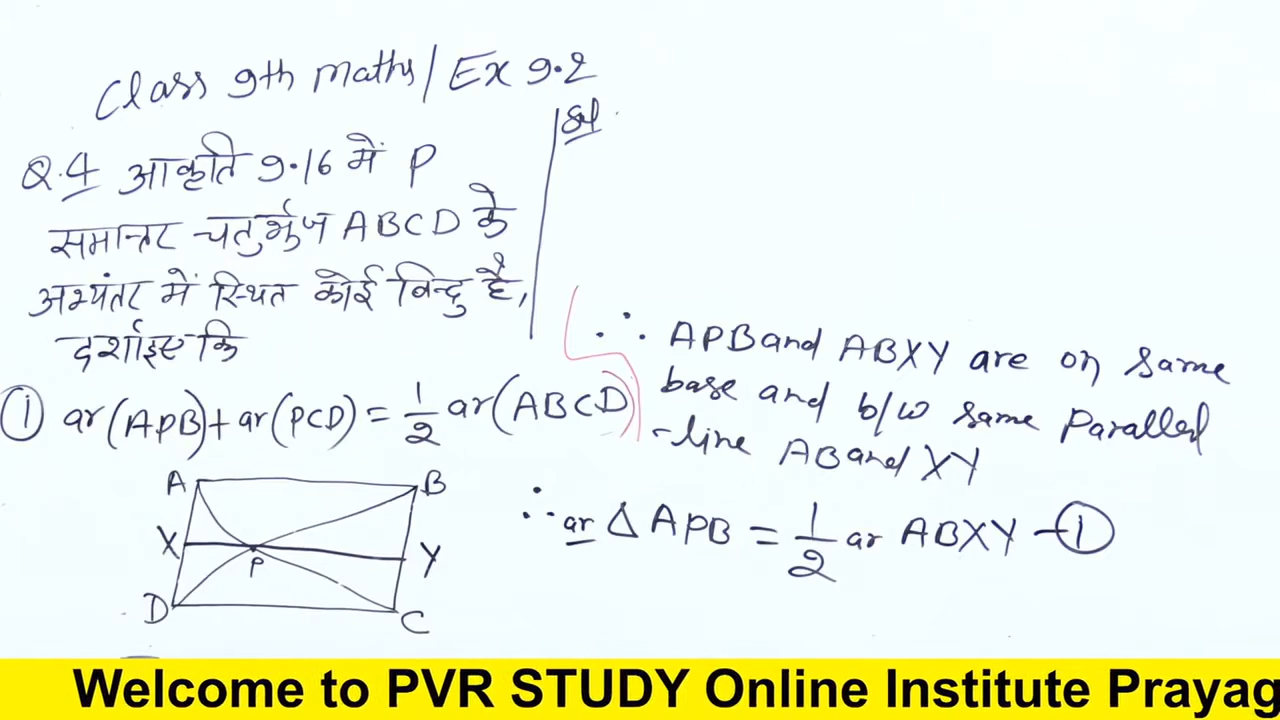 Class 9th maths / Ex 9.2
Q.4 आकृति 9.16 में P
समान्तर चतुर्भुज ABCD के
अभ्यंतर में स्थित कोई बिन्दु है,
दर्शाइए कि
① ar(APB)+ar(PCD) = 1/2 ar(ABCD)
A B
X Y
P
D C
Sol
∵ APB and ABXY are on same
base and b/w same Parallel
-line AB and XY
∴ ar Δ APB = 1/2 ar ABXY -①
Welcome to PVR STUDY Online Institute Prayag